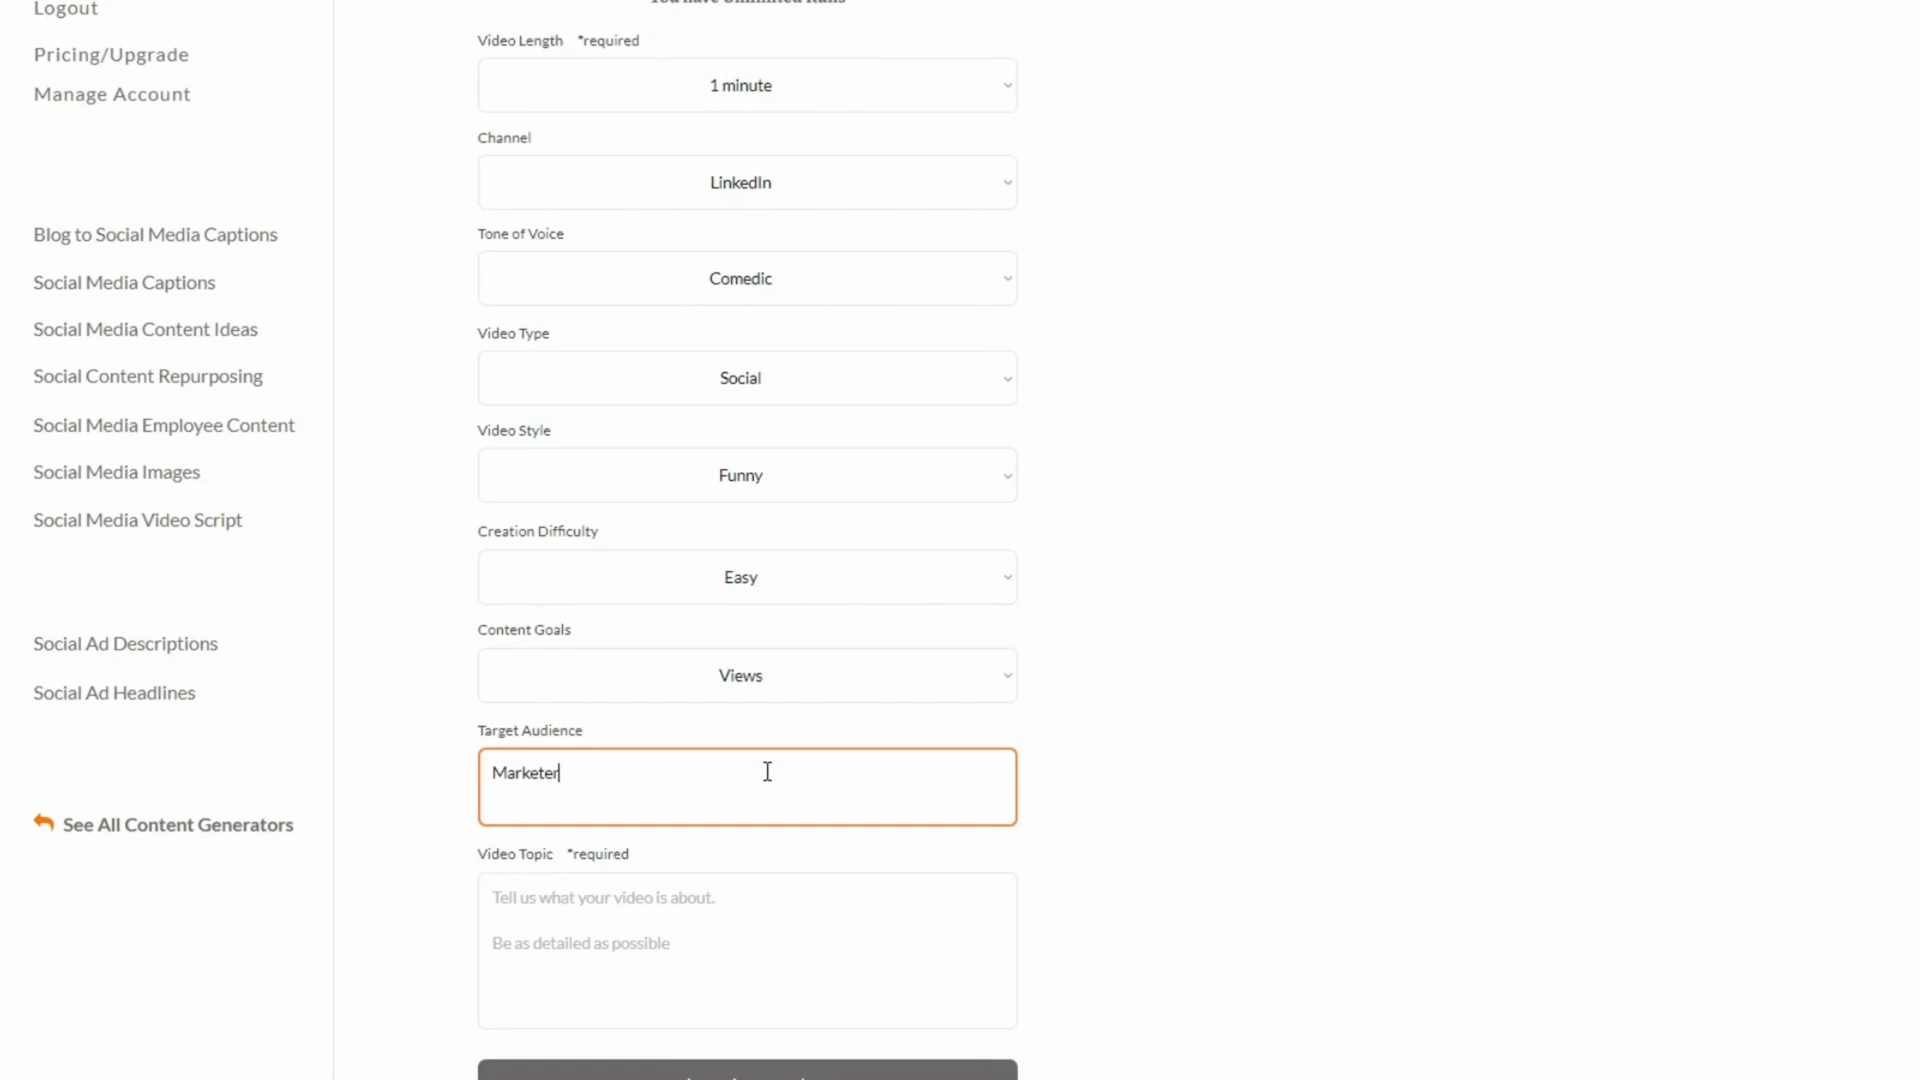 Logout
Pricing/Upgrade
Manage Account
Blog to Social Media Captions
Social Media Captions
Social Media Content Ideas
Social Content Repurposing
Social Media Employee Content
Social Media Images
Social Media Video Script
Social Ad Descriptions
Social Ad Headlines
See All Content Generators
You have Unlimited Runs
Video Length *required
1 minute
Channel
LinkedIn
Tone of Voice
Comedic
Video Type
Social
Video Style
Funny
Creation Difficulty
Easy
Content Goals
Views
Target Audience
Marketer
Video Topic *required
Tell us what your video is about.
Be as detailed as possible